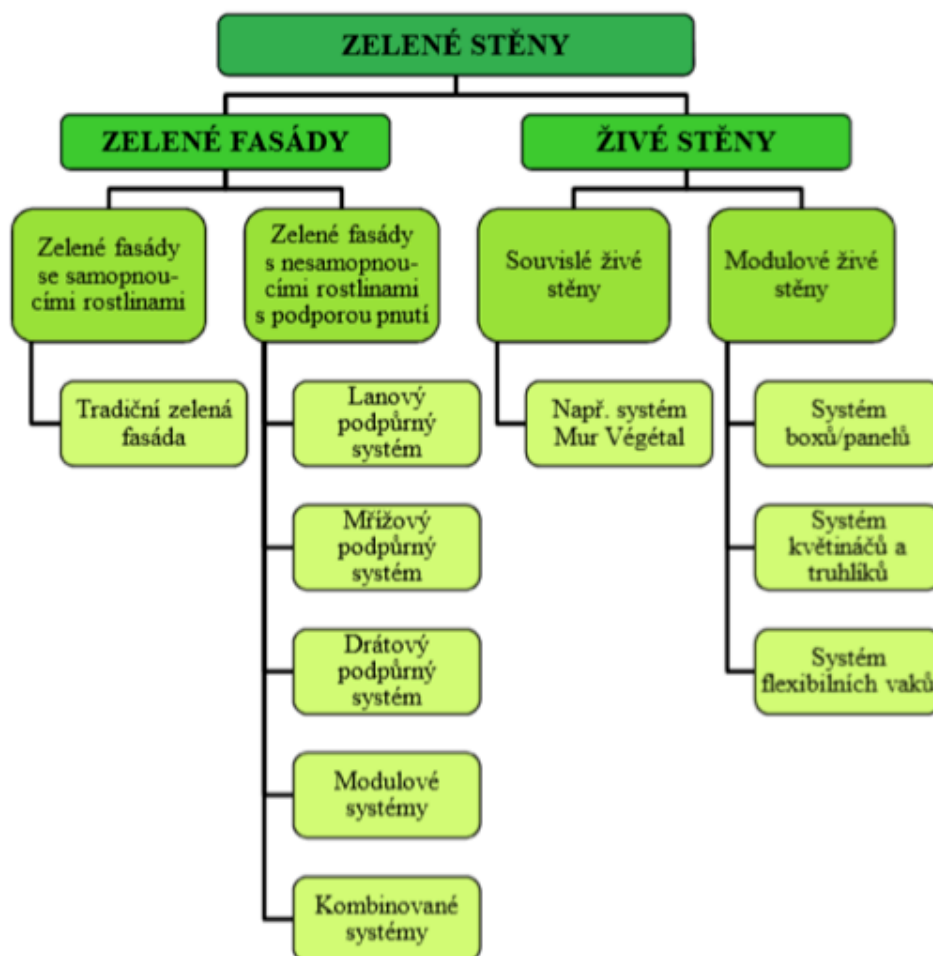 ZELENÉ STĚNY
ZELENÉ FASÁDY
Zelené fasády
se samopnou-
cími rostlinami
Tradiční zelená
fasáda
Zelené fasády
s nesamopnou-
cími rostlinami
s podporou pnutí
Lanový
podpůrný
systém
Mřížový
podpůrný
systém
Drátový
podpůrný
systém
Modulové
systémy
Kombinované
systémy
ŽIVÉ STĚNY
Souvislé živé
stěny
Např. systém
Mur Végétal
Modulové živé
stěny
Systém
boxů/panelů
Systém
květináčů a
truhlíků
Systém
flexibilních vaků